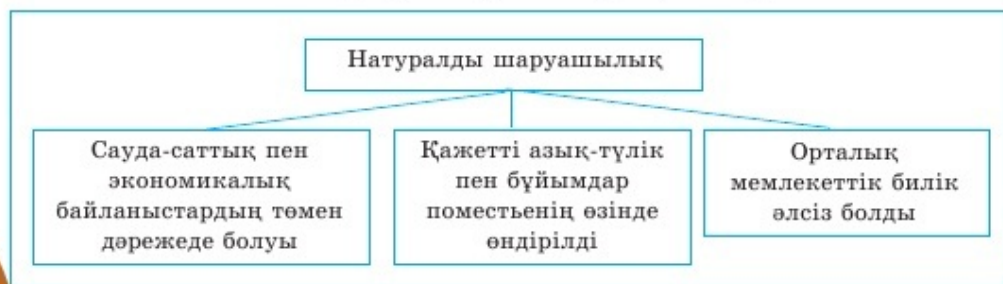 Натуралды шаруашылық
Сауда-саттық пен
экономикалық
байланыстардың төмен
дәрежеде болуы
Қажетті азық-түлік
пен бұйымдар
поместьенің өзінде
өндірілді
Орталық
мемлекеттік билік
әлсіз болды